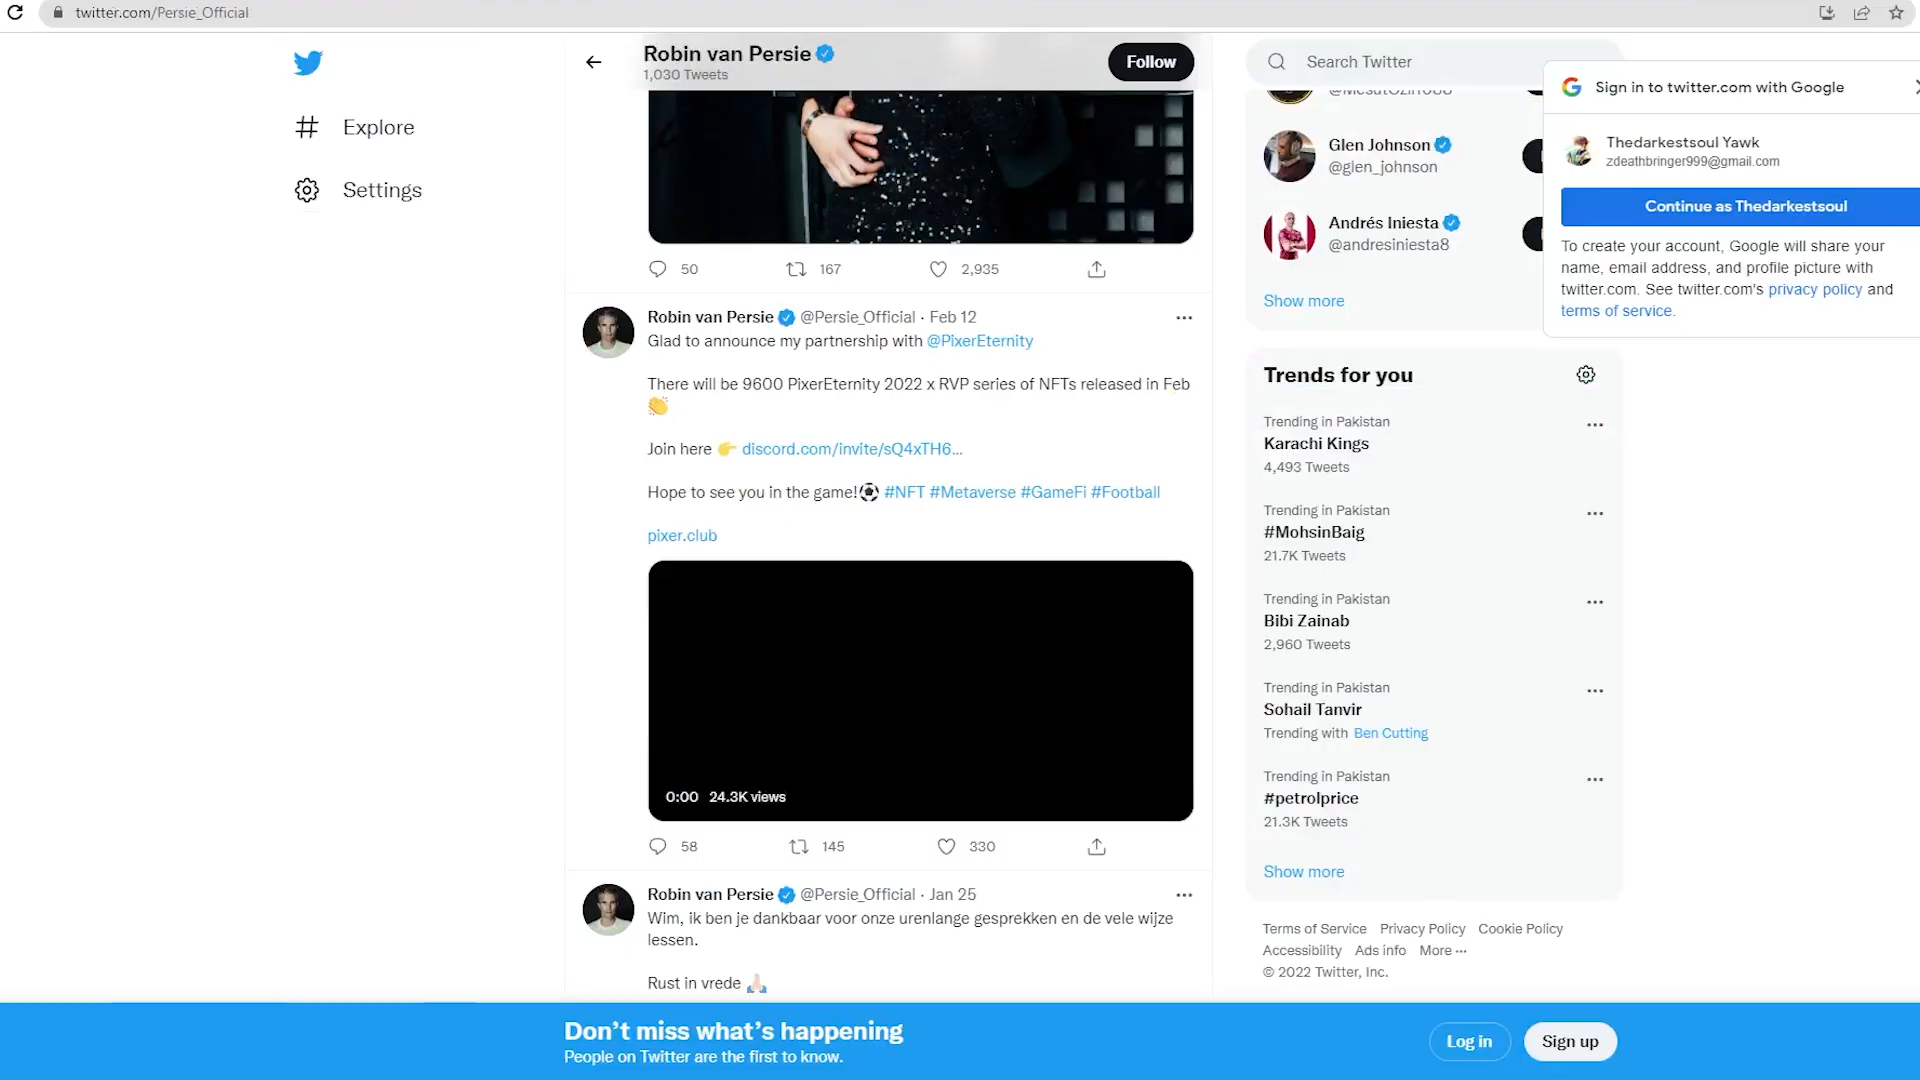 twitter.com/Persie_Official
Robin van Persie
1,030 Tweets
Follow
Explore
Settings
50 167 2,935
Robin van Persie @Persie_Official · Feb 12
Glad to announce my partnership with @PixerEternity
There will be 9600 PixerEternity 2022 x RVP series of NFTs released in Feb
👏
Join here 👉 discord.com/invite/sQ4xTH6...
Hope to see you in the game!⚽ #NFT #Metaverse #GameFi #Football
pixer.club
0:00 24.3K views
58 145 330
Robin van Persie @Persie_Official · Jan 25
Wim, ik ben je dankbaar voor onze urenlange gesprekken en de vele wijze
lessen.
Rust in vrede 🙏🏻
Search Twitter
Glen Johnson
@glen_johnson
Andrés Iniesta
@andresiniesta8
Show more
Sign in to twitter.com with Google
Thedarkestsoul Yawk
zdeathbringer999@gmail.com
Continue as Thedarkestsoul
To create your account, Google will share your
name, email address, and profile picture with
twitter.com. See twitter.com's privacy policy and
terms of service.
Trends for you
Trending in Pakistan
Karachi Kings
4,493 Tweets
Trending in Pakistan
#MohsinBaig
21.7K Tweets
Trending in Pakistan
Bibi Zainab
2,960 Tweets
Trending in Pakistan
Sohail Tanvir
Trending with Ben Cutting
Trending in Pakistan
#petrolprice
21.3K Tweets
Show more
Terms of Service Privacy Policy Cookie Policy
Accessibility Ads info More ···
© 2022 Twitter, Inc.
Don't miss what's happening
People on Twitter are the first to know.
Log in
Sign up